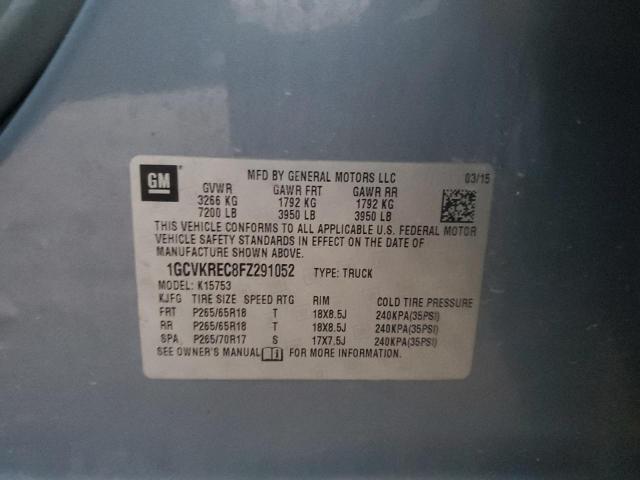 GM MFD BY GENERAL MOTORS LLC 03/15
GVWR GAWR FRT GAWR RR
3266 KG 1792 KG 1792 KG
7200 LB 3950 LB 3950 LB
THIS VEHICLE CONFORMS TO ALL APPLICABLE U.S. FEDERAL MOTOR
VEHICLE SAFETY STANDARDS IN EFFECT ON THE DATE OF
MANUFACTURE SHOWN ABOVE.
1GCVKREC8FZ291052 TYPE: TRUCK
MODEL: K15753
KJFG TIRE SIZE SPEED RTG RIM COLD TIRE PRESSURE
FRT P265/65R18 T 18X8.5J 240KPA(35PSI)
RR P265/65R18 T 18X8.5J 240KPA(35PSI)
SPA P265/70R17 S 17X7.5J 240KPA(35PSI)
SEE OWNER'S MANUAL FOR MORE INFORMATION.